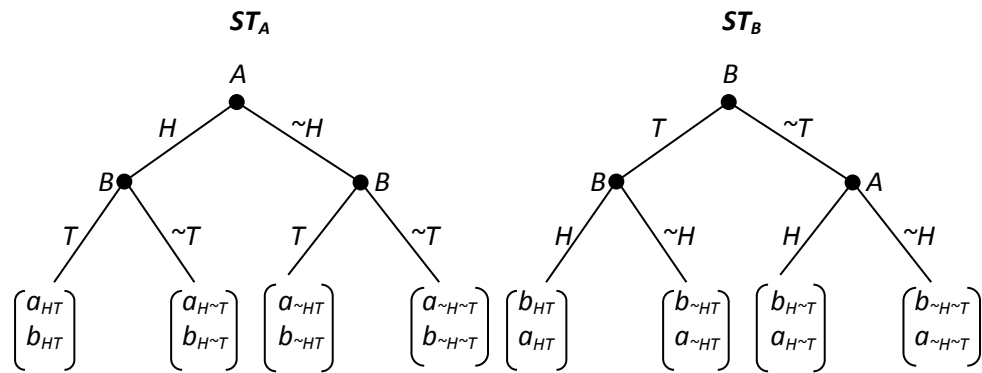 ST_A ST_B
A B
H ~H T ~T
B B B A
T ~T T ~T H ~H H ~H
a_HT a_H~T a_~HT a_~H~T b_HT b_~HT b_H~T b_~H~T
b_HT b_H~T b_~HT b_~H~T a_HT a_~HT a_H~T a_~H~T